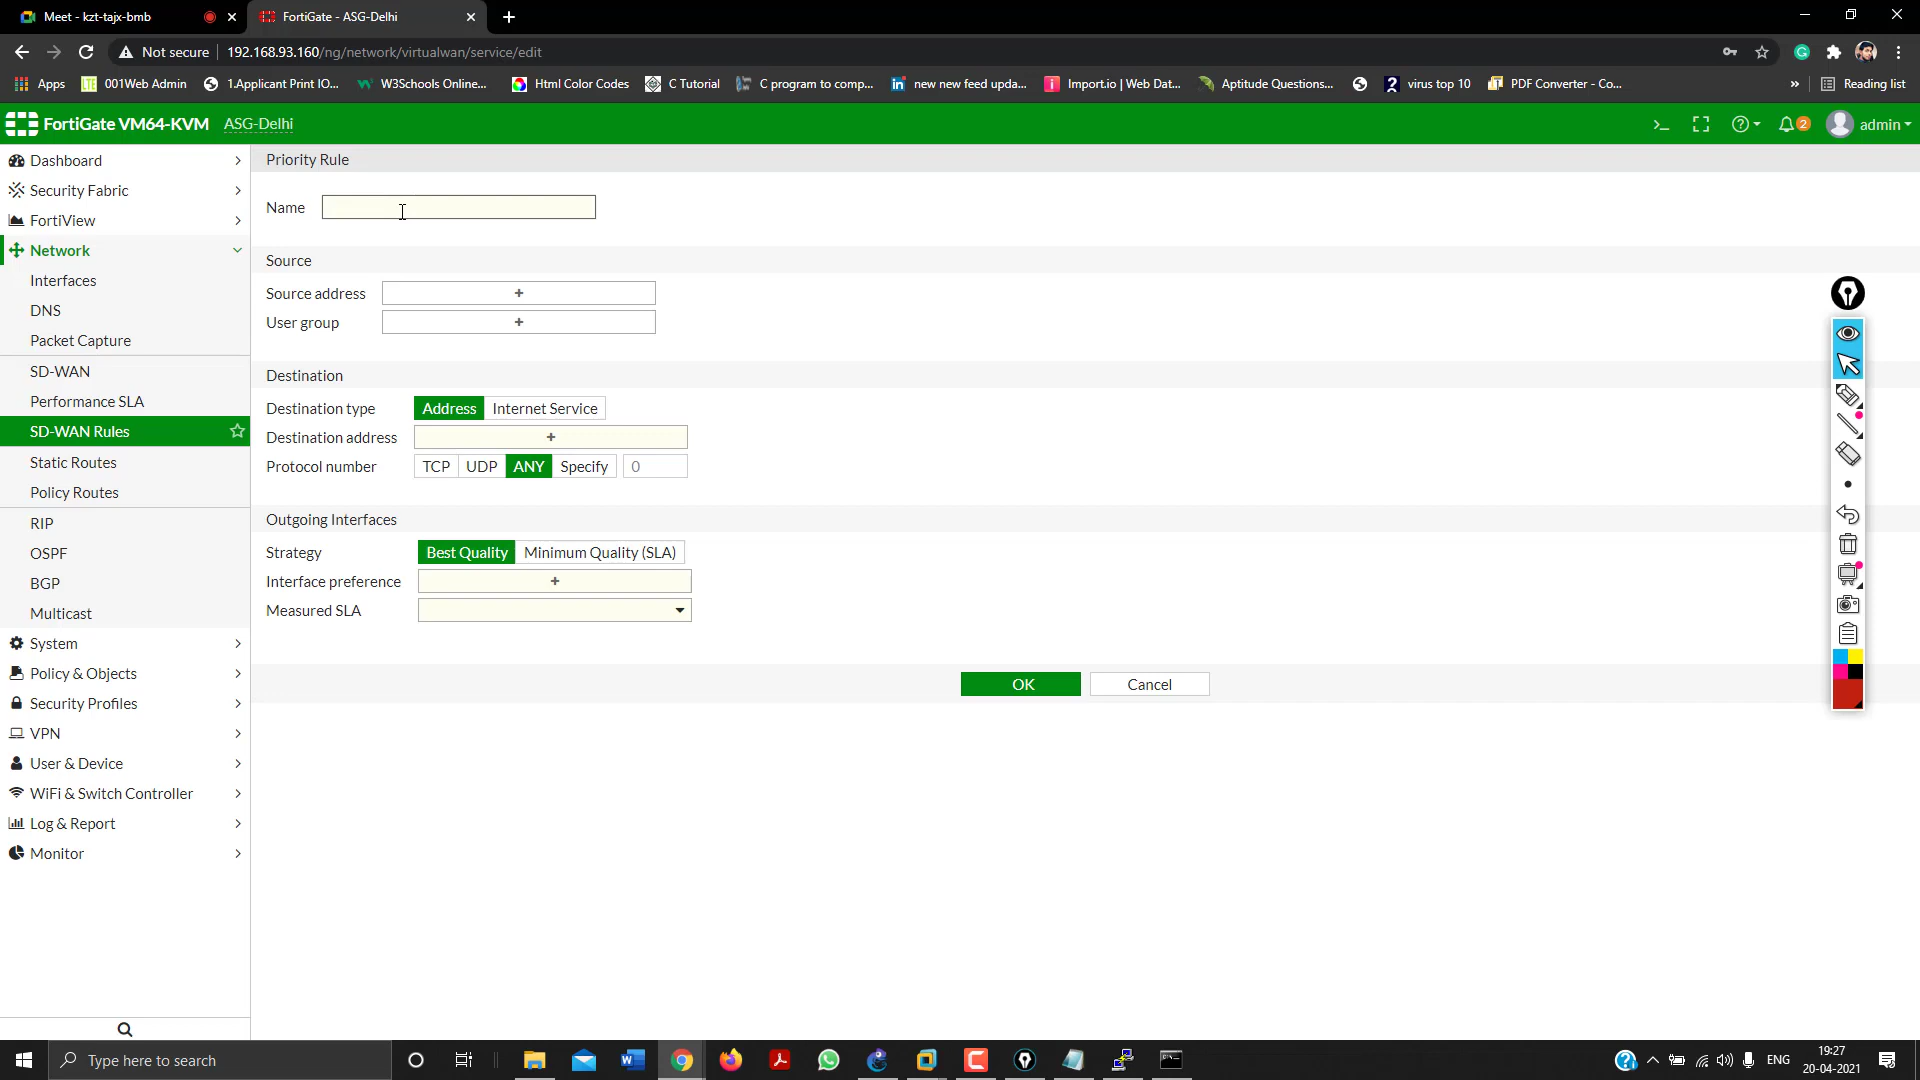 Meet - kzt-tajx-bmb
FortiGate - ASG-Delhi
Not secure
192.168.93.160/ng/network/virtualwan/service/edit
Apps
001Web Admin
1.Applicant Print IO...
W3Schools Online...
Html Color Codes
C Tutorial
C program to comp...
new new feed upda...
Import.io | Web Dat...
Aptitude Questions...
virus top 10
PDF Converter - Co...
»
Reading list
FortiGate VM64-KVM
ASG-Delhi
2
admin
Dashboard
Security Fabric
FortiView
Network
Interfaces
DNS
Packet Capture
SD-WAN
Performance SLA
SD-WAN Rules
Static Routes
Policy Routes
RIP
OSPF
BGP
Multicast
System
Policy & Objects
Security Profiles
VPN
User & Device
WiFi & Switch Controller
Log & Report
Monitor
Priority Rule
Name
Source
Source address +
User group +
Destination
Destination type Address Internet Service
Destination address +
Protocol number TCP UDP ANY Specify 0
Outgoing Interfaces
Strategy Best Quality Minimum Quality (SLA)
Interface preference +
Measured SLA
OK Cancel
Type here to search
ENG
19:27
20-04-2021